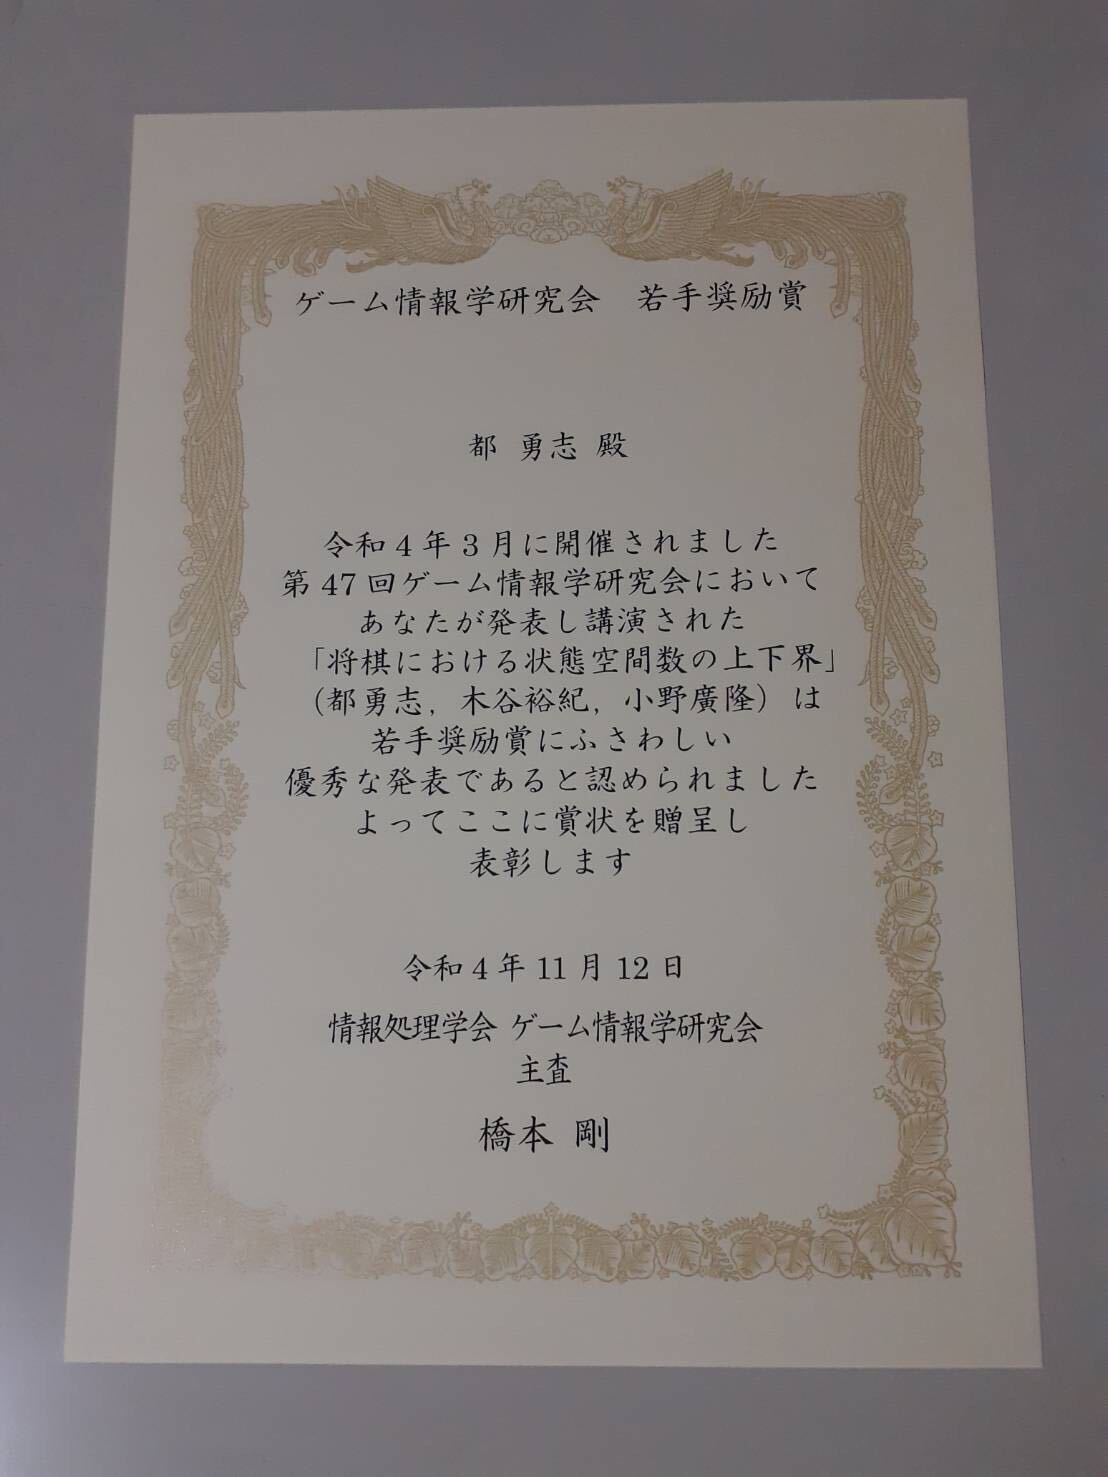 ゲーム情報学研究会　若手奨励賞
都 勇志 殿
令和4年3月に開催されました
第47回ゲーム情報学研究会において
あなたが発表し講演された
「将棋における状態空間数の上下界」
（都勇志, 木谷裕紀, 小野廣隆）は
若手奨励賞にふさわしい
優秀な発表であると認められました
よってここに賞状を贈呈し
表彰します
令和4年11月12日
情報処理学会 ゲーム情報学研究会
主査
橋本 剛